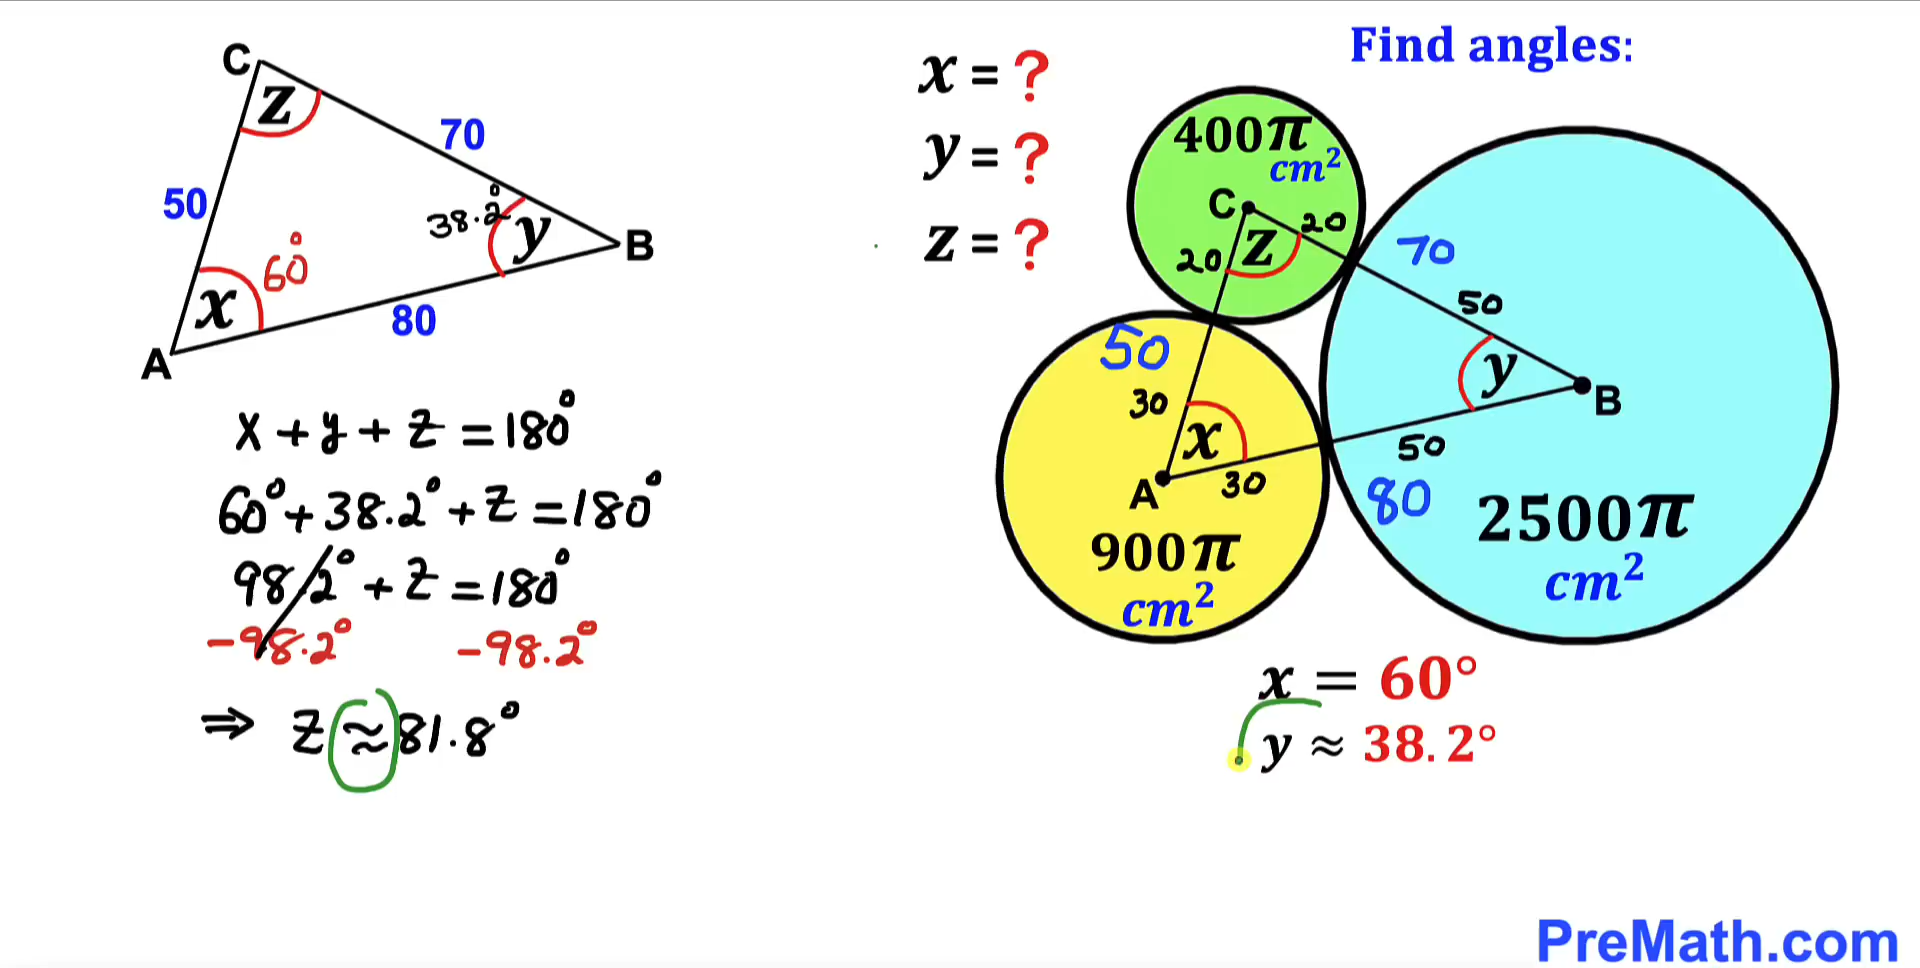 C
z
70
50
38.2°
y
B
60°
x
80
A
x + y + z = 180°
60° + 38.2° + z = 180°
98.2° + z = 180°
-98.2° -98.2°
⇒ z ≈ 81.8°
x = ?
y = ?
z = ?
Find angles:
400π
cm²
C
20
z
20
70
50
50
y
B
30
x
50
A
30
80
900π
cm²
2500π
cm²
x = 60°
y ≈ 38.2°
PreMath.com